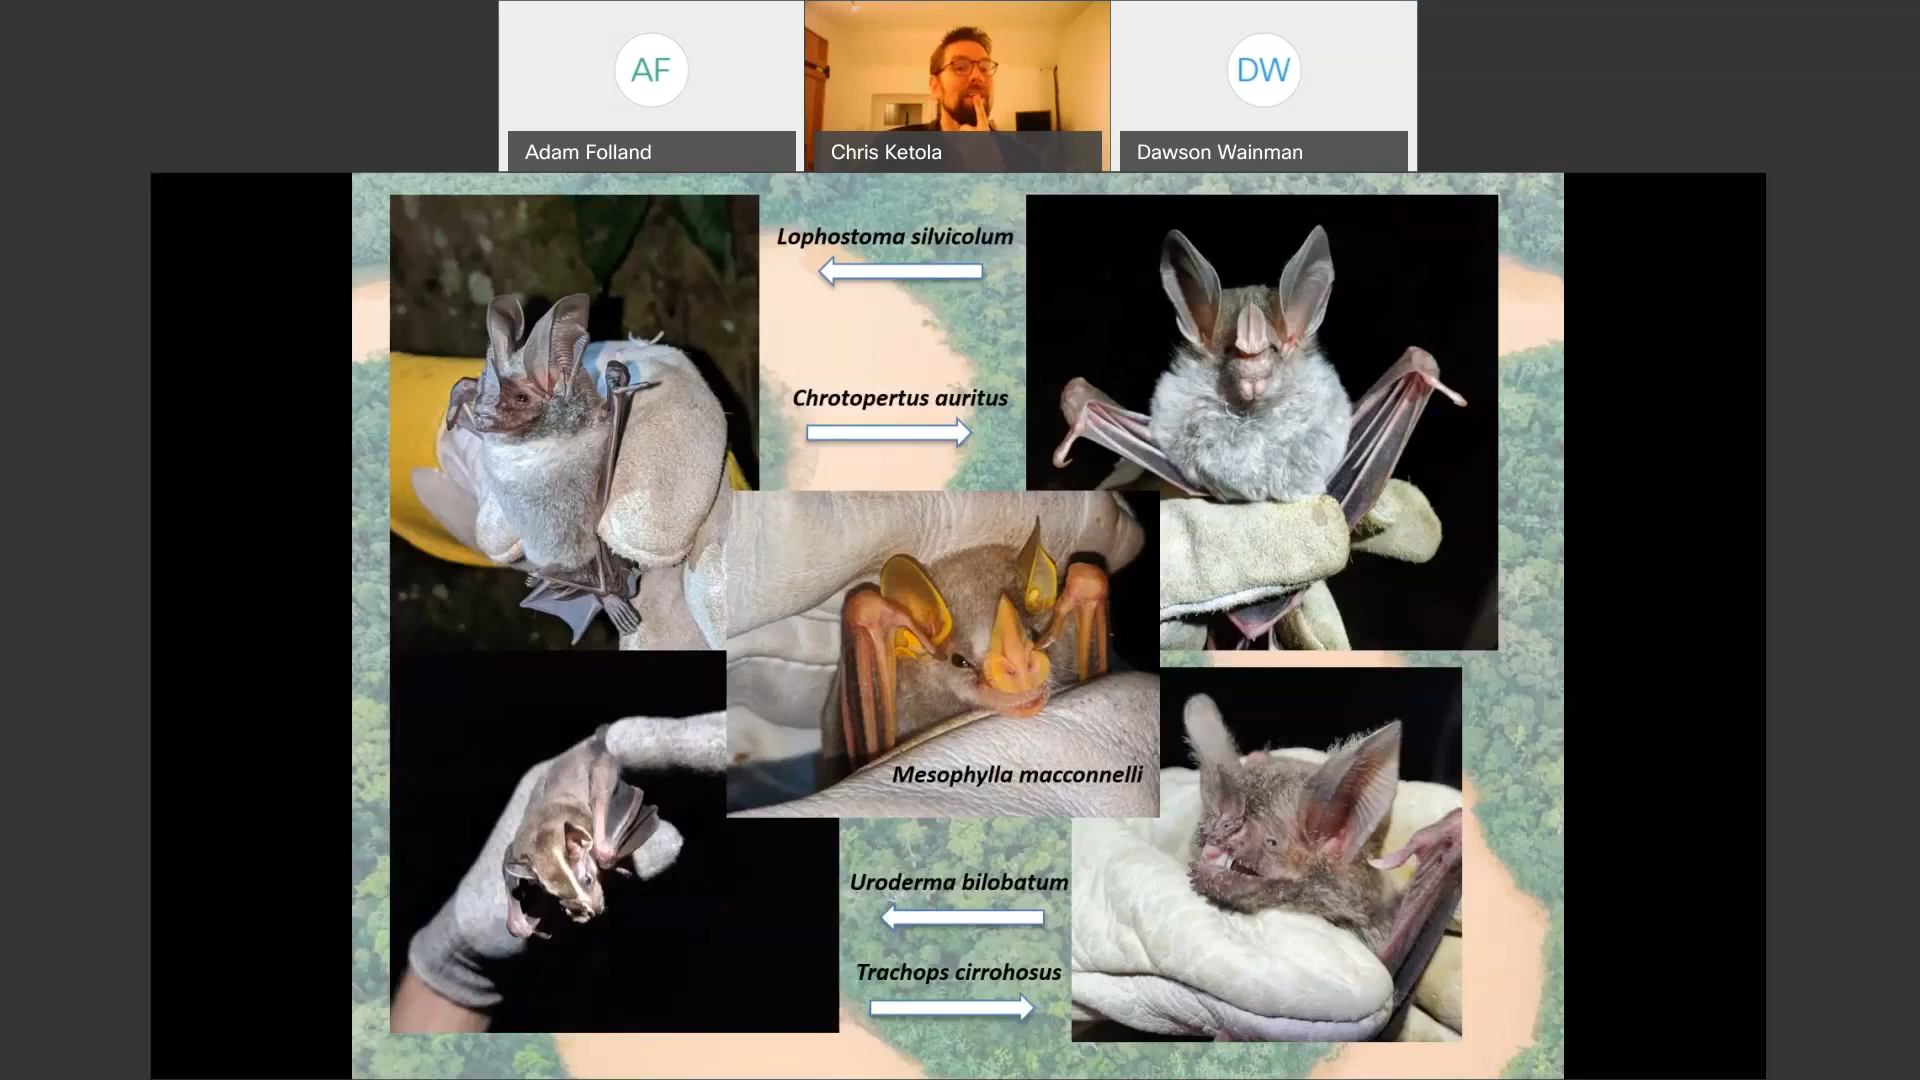 AF
DW
Adam Folland
Chris Ketola
Dawson Wainman
Lophostoma silvicolum
Chrotopertus auritus
Mesophylla macconnelli
Uroderma bilobatum
Trachops cirrohosus